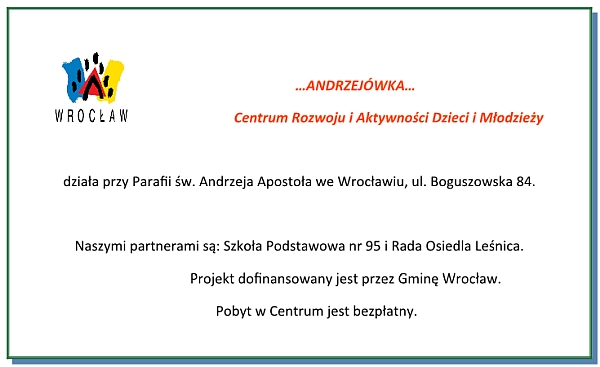 WROCŁAW
…ANDRZEJÓWKA…
Centrum Rozwoju i Aktywności Dzieci i Młodzieży
działa przy Parafii św. Andrzeja Apostoła we Wrocławiu, ul. Boguszowska 84.
Naszymi partnerami są: Szkoła Podstawowa nr 95 i Rada Osiedla Leśnica.
Projekt dofinansowany jest przez Gminę Wrocław.
Pobyt w Centrum jest bezpłatny.